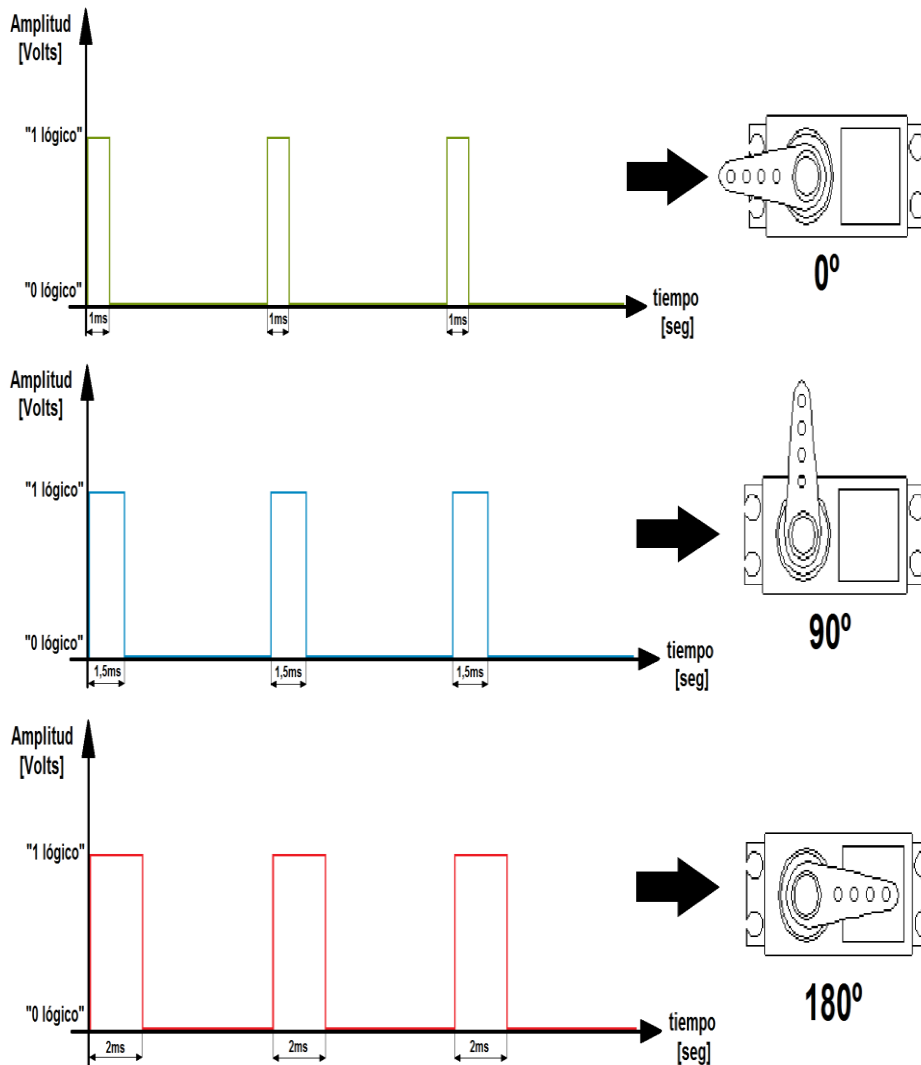 Amplitud
[Volts]
"1 lógico"
"0 lógico"
1ms
1ms
1ms
tiempo
[seg]
0º
Amplitud
[Volts]
"1 lógico"
"0 lógico"
1,5ms
1,5ms
1,5ms
tiempo
[seg]
90º
Amplitud
[Volts]
"1 lógico"
"0 lógico"
2ms
2ms
2ms
tiempo
[seg]
180º